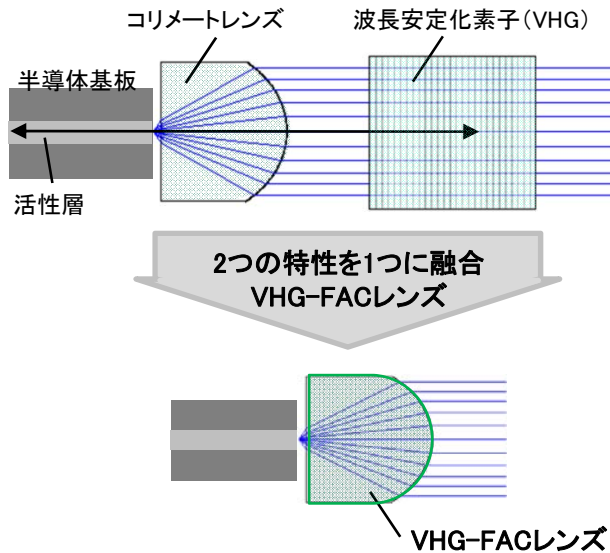 コリメートレンズ
波長安定化素子(VHG)
半導体基板
活性層
2つの特性を1つに融合
VHG-FACレンズ
VHG-FACレンズ